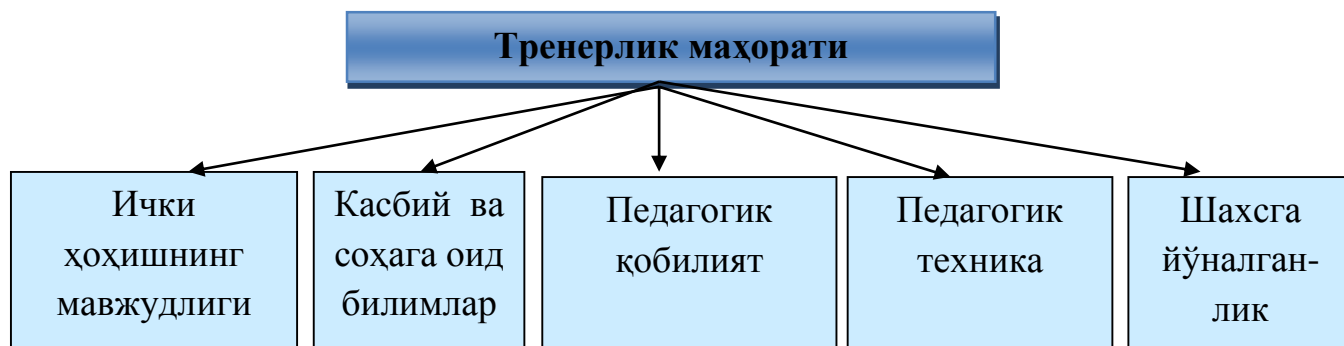 Тренерлик маҳорати
Ички
ҳоҳишнинг
мавжудлиги
Касбий ва
соҳага оид
билимлар
Педагогик
қобилият
Педагогик
техника
Шахсга
йўналган-
лик